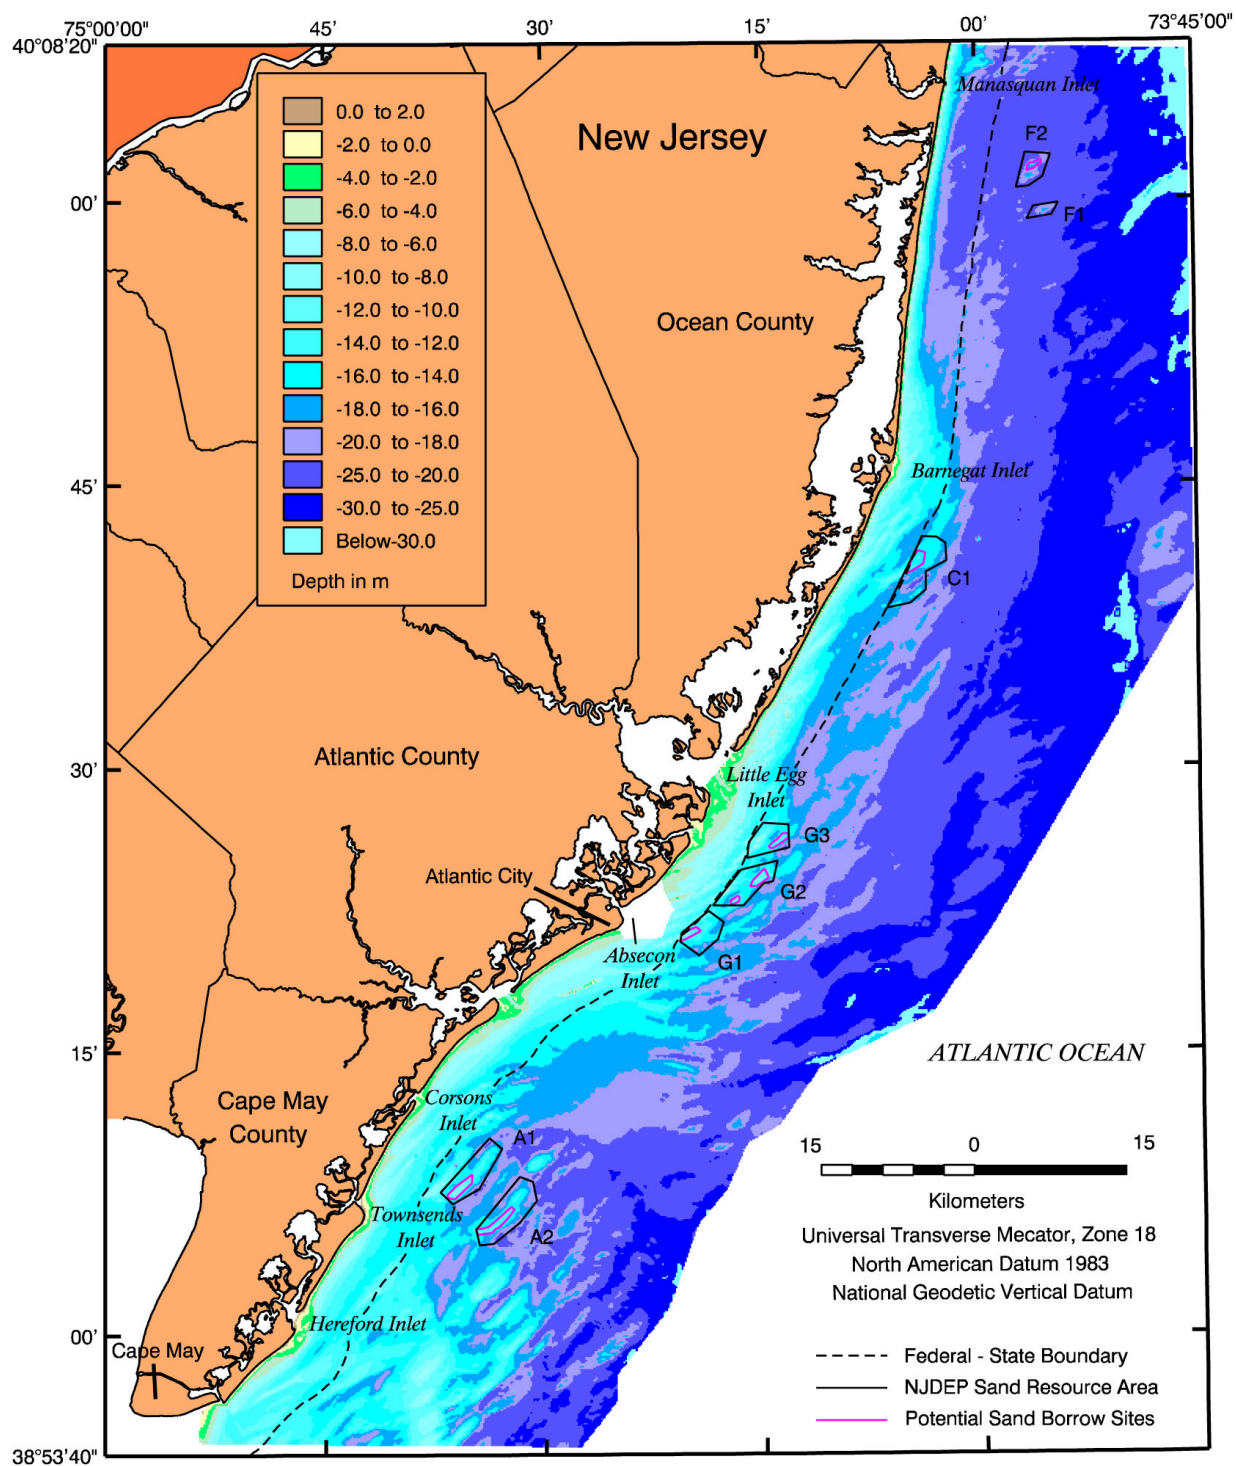 75°00'00"
45'
30'
15'
00'
73°45'00"
40°08'20"
Manasquan Inlet
0.0 to 2.0
-2.0 to 0.0
-4.0 to -2.0
-6.0 to -4.0
-8.0 to -6.0
-10.0 to -8.0
-12.0 to -10.0
-14.0 to -12.0
-16.0 to -14.0
-18.0 to -16.0
-20.0 to -18.0
-25.0 to -20.0
-30.0 to -25.0
Below-30.0
Depth in m
New Jersey
F2
00'
F1
Ocean County
45'
Barnegat Inlet
C1
Atlantic County
30'
Little Egg
Inlet
G3
Atlantic City
G2
Absecon
Inlet
G1
15'
ATLANTIC OCEAN
Cape May
County
Corsons
Inlet
A1
Townsends
Inlet
A2
15
0
15
Kilometers
Universal Transverse Mecator, Zone 18
North American Datum 1983
National Geodetic Vertical Datum
Hereford Inlet
00'
Cape May
Federal - State Boundary
NJDEP Sand Resource Area
Potential Sand Borrow Sites
38°53'40"